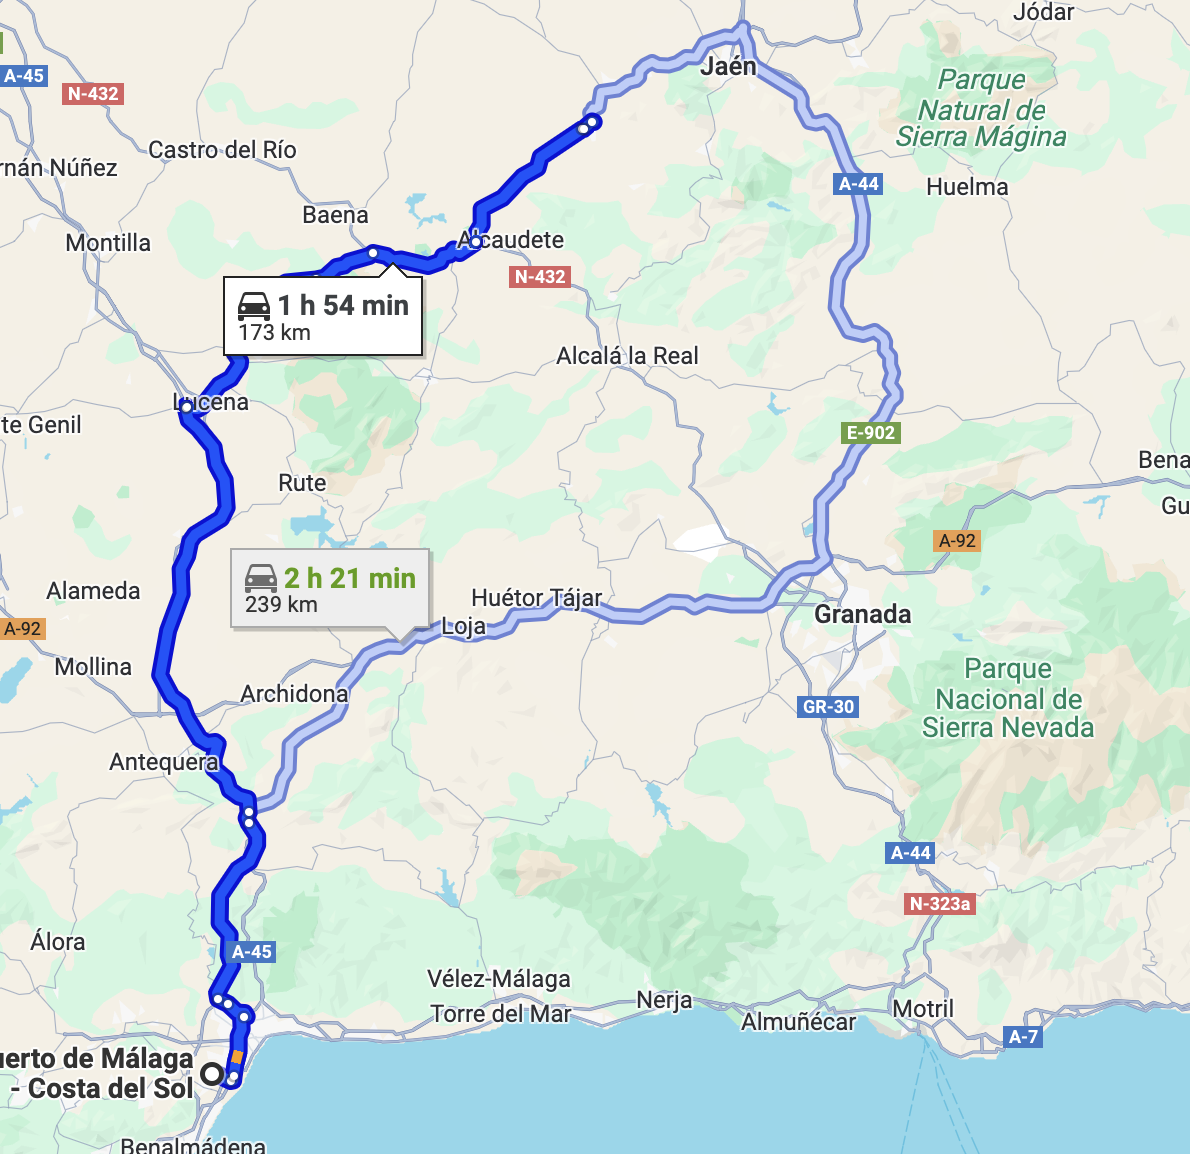 Jódar
A-45
N-432
Jaén
Parque
Natural de
Sierra Mágina
Castro del Río
rnán Núñez
A-44
Huelma
Baena
Montilla
Alcaudete
N-432
1 h 54 min
173 km
Alcalá la Real
Lucena
te Genil
E-902
Bena
Rute
Gu
A-92
2 h 21 min
239 km
Alameda
Huétor Tájar
Granada
A-92
Loja
Mollina
Parque
Nacional de
Sierra Nevada
Archidona
GR-30
Antequera
A-44
N-323a
Álora
A-45
Vélez-Málaga
Nerja
Motril
Torre del Mar
Almuñécar
A-7
uerto de Málaga
- Costa del Sol
Benalmádena